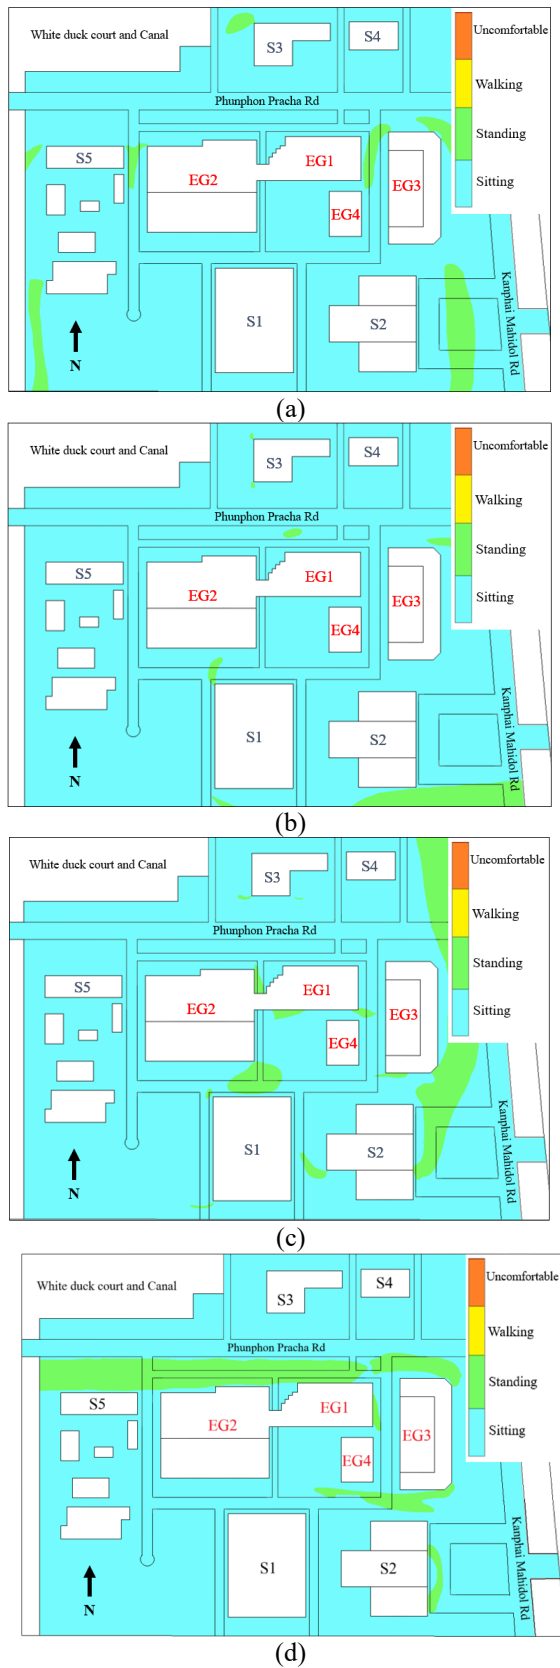 White duck court and Canal
S3
S4
Uncomfortable
Walking
Standing
Sitting
Phunphon Pracha Rd
S5
EG2
EG1
EG3
EG4
S1
S2
Kanphai Mahidol Rd
N
(a)
White duck court and Canal
S3
S4
Uncomfortable
Walking
Standing
Sitting
Phunphon Pracha Rd
S5
EG2
EG1
EG3
EG4
S1
S2
Kanphai Mahidol Rd
N
(b)
White duck court and Canal
S3
S4
Uncomfortable
Walking
Standing
Sitting
Phunphon Pracha Rd
S5
EG2
EG1
EG3
EG4
S1
S2
Kanphai Mahidol Rd
N
(c)
White duck court and Canal
S3
S4
Uncomfortable
Walking
Standing
Sitting
Phunphon Pracha Rd
S5
EG2
EG1
EG3
EG4
S1
S2
Kanphai Mahidol Rd
N
(d)